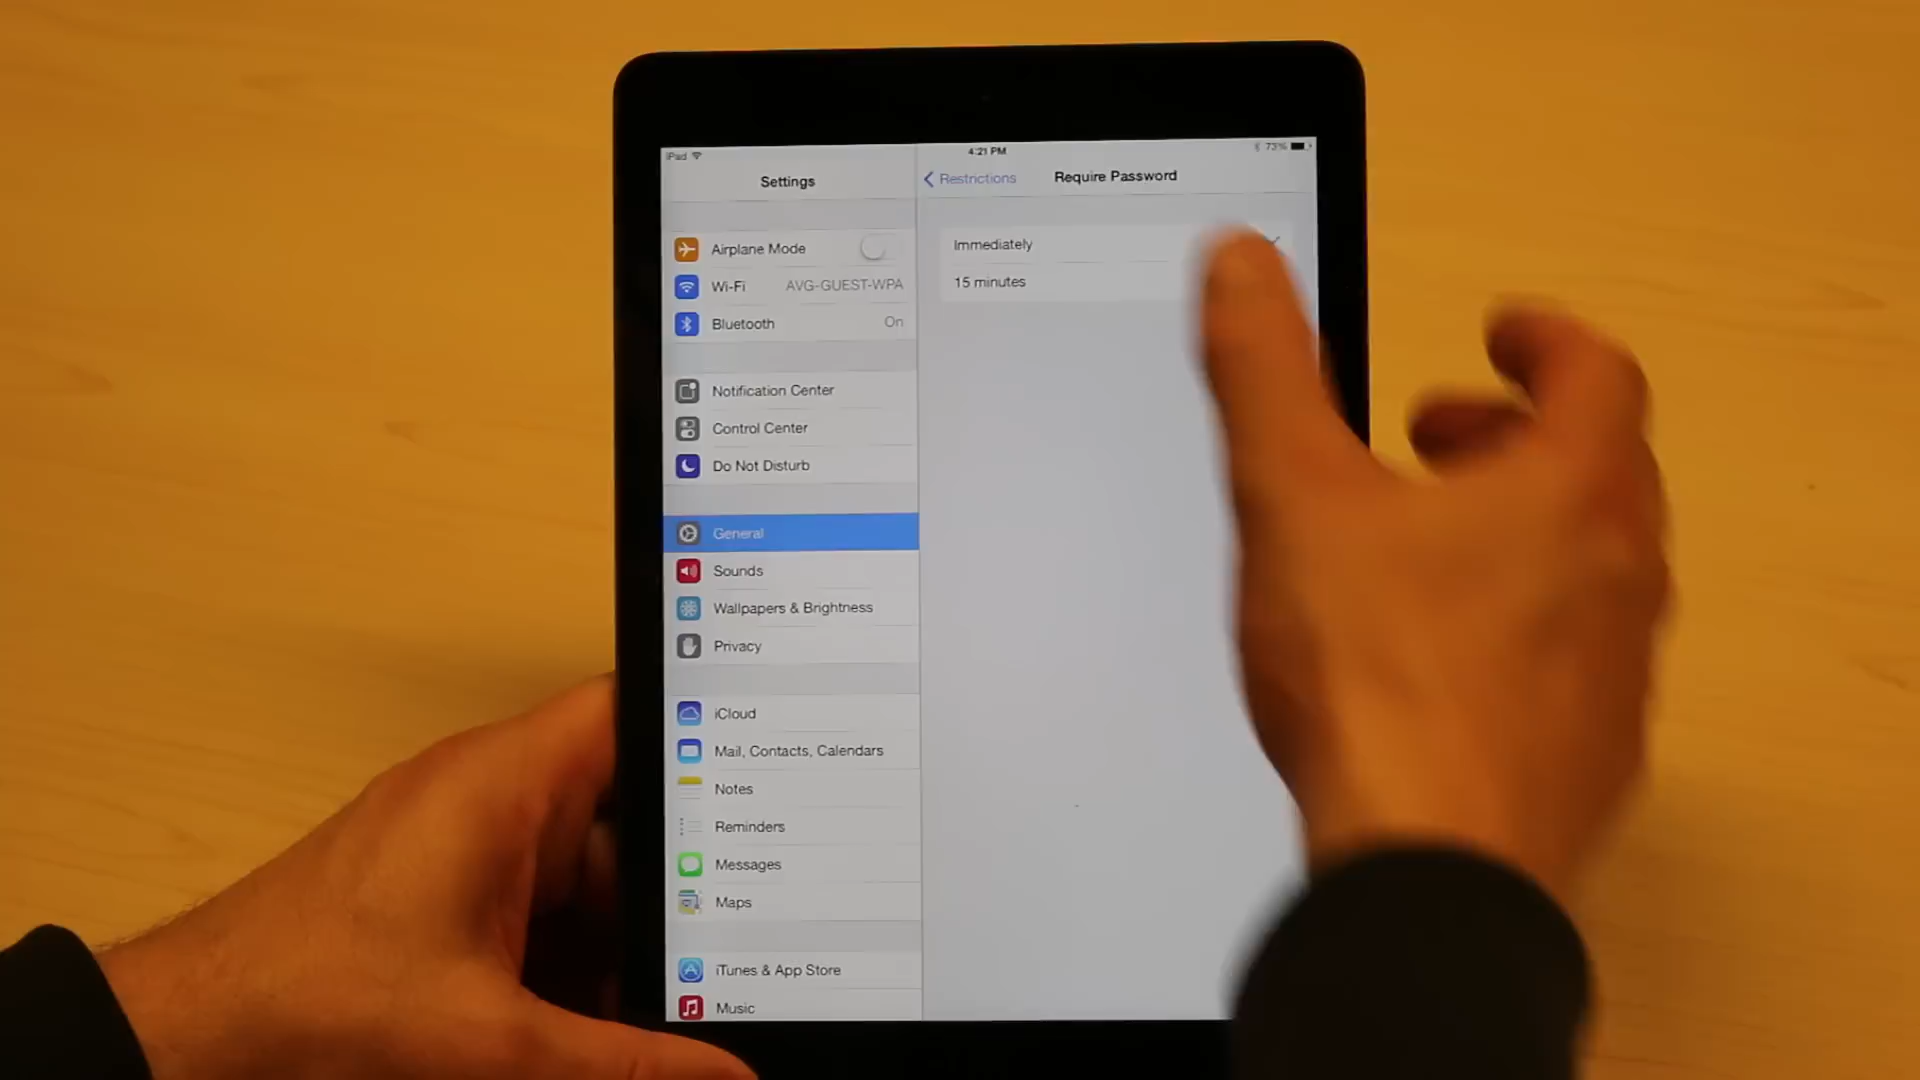 iPad
4:21 PM
73%
Settings
Restrictions
Require Password
Airplane Mode
Wi-Fi AVG-GUEST-WPA
Bluetooth On
Notification Center
Control Center
Do Not Disturb
General
Sounds
Wallpapers & Brightness
Privacy
iCloud
Mail, Contacts, Calendars
Notes
Reminders
Messages
Maps
iTunes & App Store
Music
Immediately
15 minutes